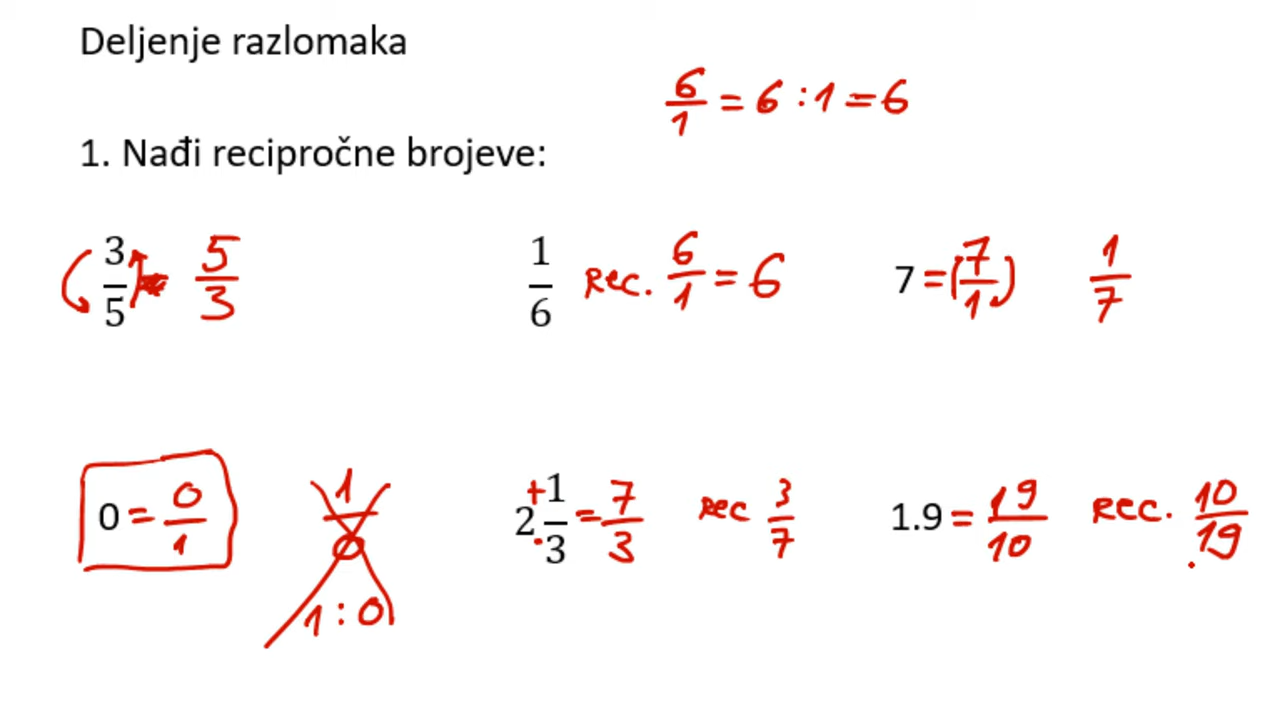 Deljenje razlomaka
6/1 = 6 : 1 = 6
1. Nađi recipročne brojeve:
3/5 5/3
1/6 REC. 6/1 = 6
7 = (7/1) 1/7
0 = 0/1
1/0
1 : 0
2 + 1/3 = 7/3 REC 3/7
1.9 = 19/10 REC. 10/19